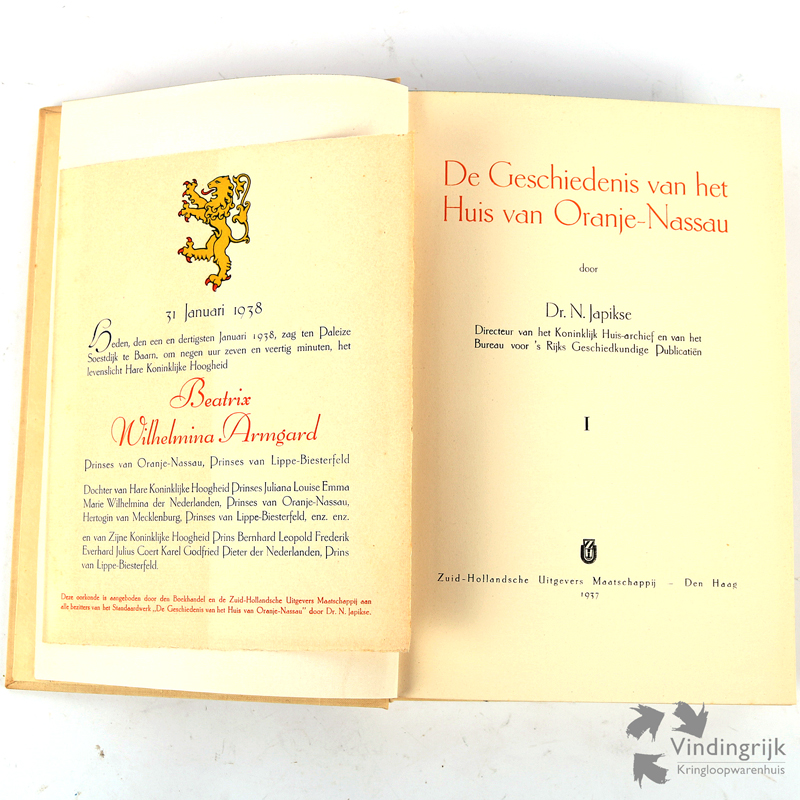 31 Januari 1938
Heden, den een en dertigsten Januari 1938, zag ten Paleize
Soestdijk te Baarn, om negen uur zeven en veertig minuten, het
levenslicht Hare Koninklijke Hoogheid
Beatrix
Wilhelmina Armgard
Prinses van Oranje-Nassau, Prinses van Lippe-Biesterfeld
Dochter van Hare Koninklijke Hoogheid Prinses Juliana Louise Emma
Marie Wilhelmina der Nederlanden, Prinses van Oranje-Nassau,
Hertogin van Mecklenburg, Prinses van Lippe-Biesterfeld, enz. enz.
en van Zijne Koninklijke Hoogheid Prins Bernhard Leopold Frederik
Everhard Julius Coert Karel Godfried Pieter der Nederlanden, Prins
van Lippe-Biesterfeld.
Deze oorkonde is aangeboden door den Boekhandel en de Zuid-Hollandsche Uitgevers Maatschappij aan
alle bezitters van het Standaardwerk „De Geschiedenis van het Huis van Oranje-Nassau" door Dr. N. Japikse.
De Geschiedenis van het
Huis van Oranje-Nassau
door
Dr. N. Japikse
Directeur van het Koninklijk Huis-archief en van het
Bureau voor 's Rijks Geschiedkundige Publicatiën
I
Zuid-Hollandsche Uitgevers Maatschappij – Den Haag
1937
Vindingrijk
Kringloopwarenhuis